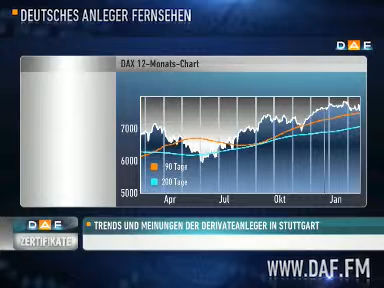 DEUTSCHES ANLEGER FERNSEHEN
DAF
DAX 12-Monats-Chart
7000
6000
5000
90 Tage
200 Tage
Apr Jul Okt Jan
DAF
ZERTIFIKATE
TRENDS UND MEINUNGEN DER DERIVATEANLEGER IN STUTTGART
WWW.DAF.FM